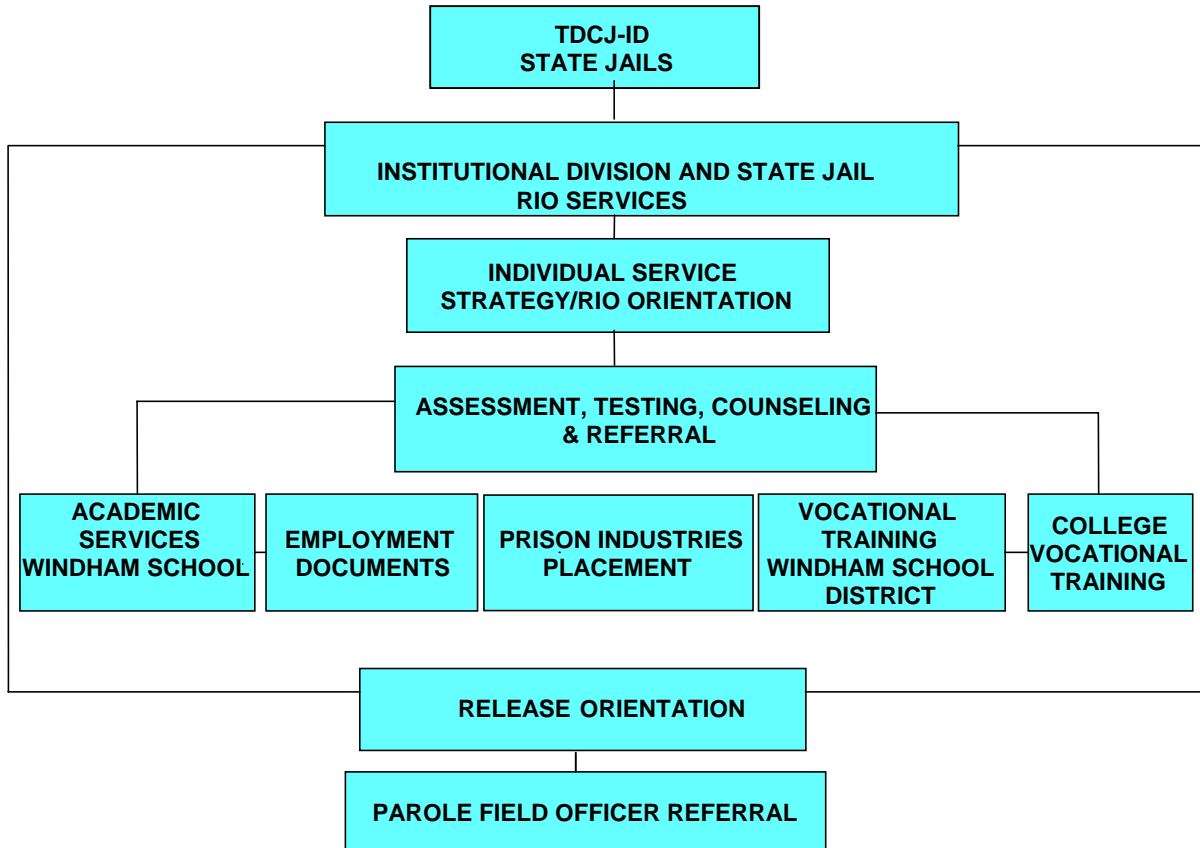 TDCJ-ID
STATE JAILS
INSTITUTIONAL DIVISION AND STATE JAIL
RIO SERVICES
INDIVIDUAL SERVICE
STRATEGY/RIO ORIENTATION
ASSESSMENT, TESTING, COUNSELING
& REFERRAL
ACADEMIC
SERVICES
WINDHAM SCHOOL
EMPLOYMENT
DOCUMENTS
PRISON INDUSTRIES
PLACEMENT
VOCATIONAL
TRAINING
WINDHAM SCHOOL
DISTRICT
COLLEGE
VOCATIONAL
TRAINING
RELEASE ORIENTATION
PAROLE FIELD OFFICER REFERRAL